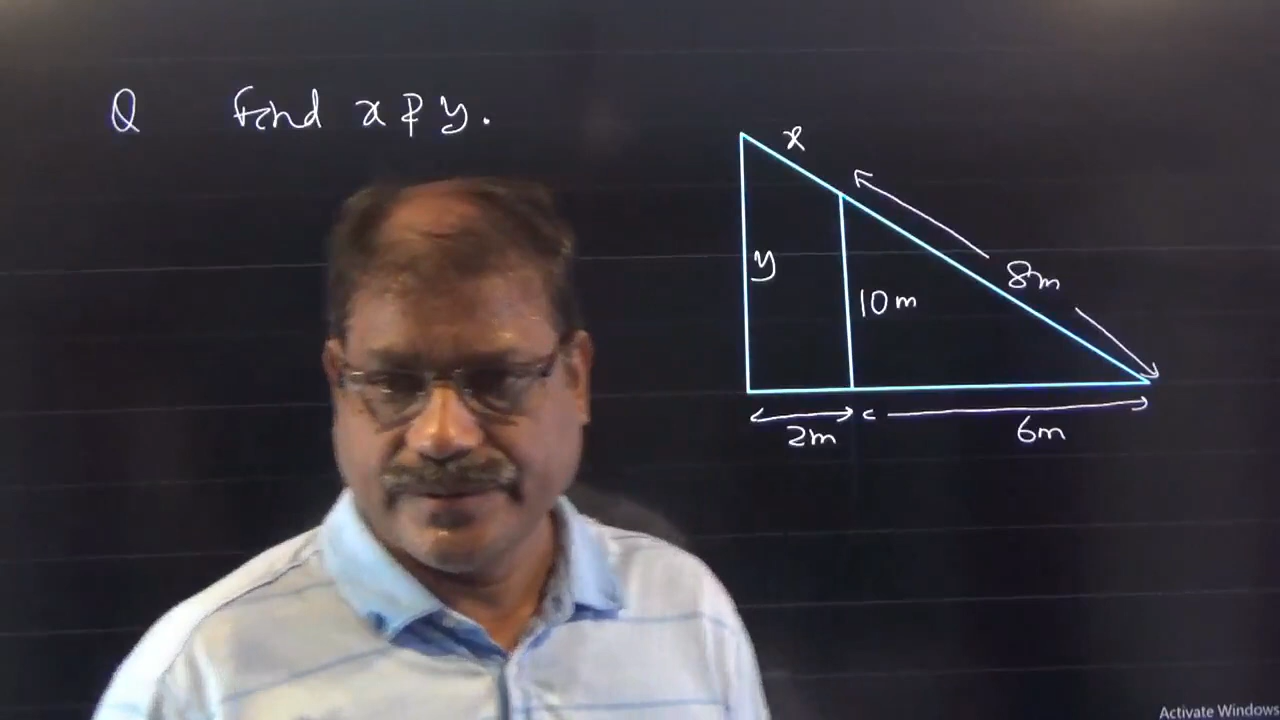 Q Find x & y.
x
y
8m
10m
2m
6m
Activate Windows